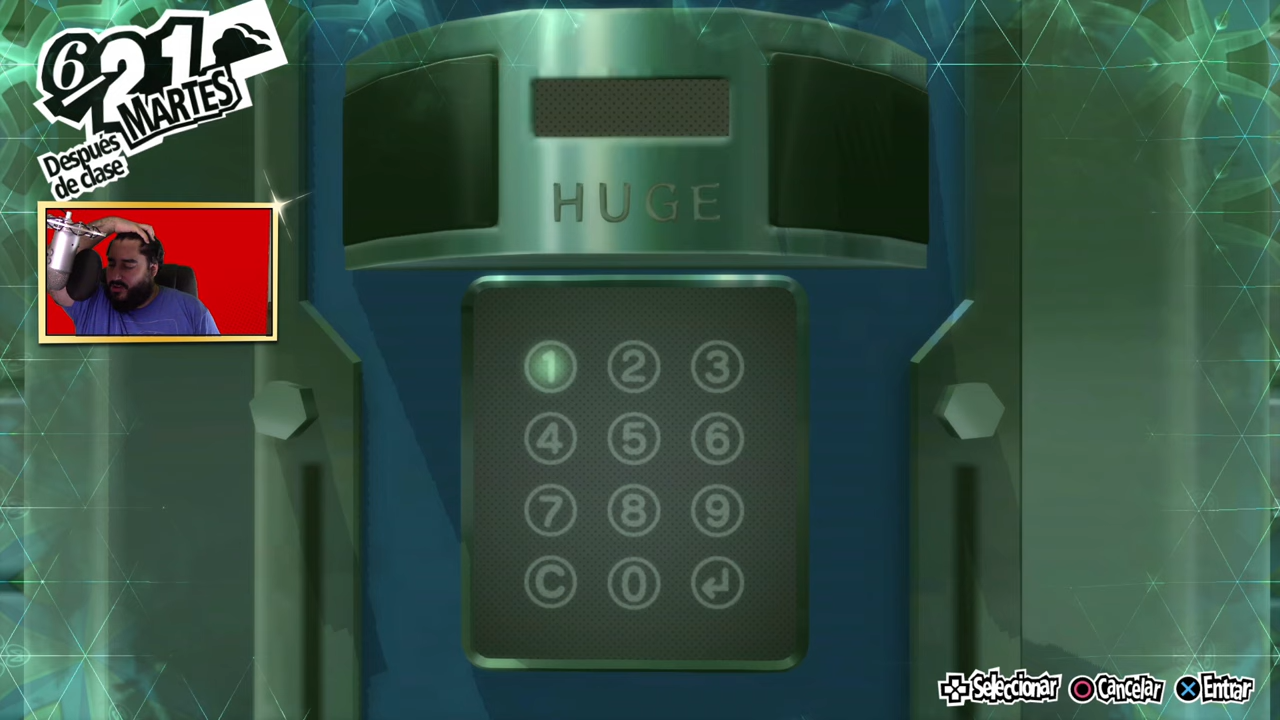 6/21
MARTES
Después
de clase
HUGE
1 2 3
4 5 6
7 8 9
C 0
Seleccionar Cancelar Entrar